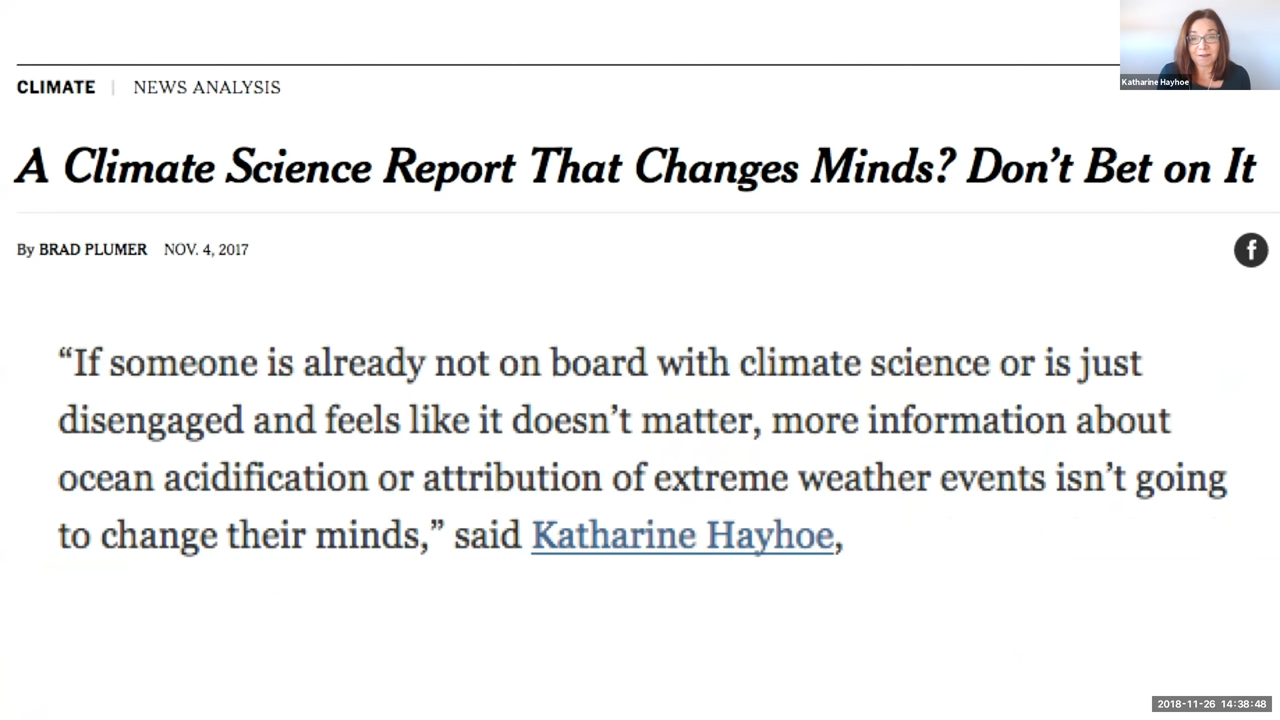 Katharine Hayhoe
CLIMATE | NEWS ANALYSIS
A Climate Science Report That Changes Minds? Don’t Bet on It
By BRAD PLUMER NOV. 4, 2017
f
“If someone is already not on board with climate science or is just
disengaged and feels like it doesn’t matter, more information about
ocean acidification or attribution of extreme weather events isn’t going
to change their minds,” said Katharine Hayhoe,
2018-11-26 14:38:48